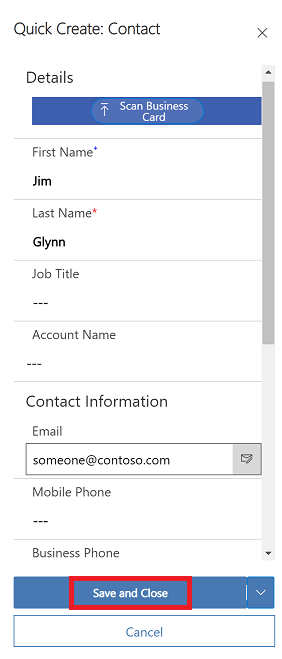 Quick Create: Contact
Details
Scan Business
Card
First Name+
Jim
Last Name*
Glynn
Job Title
---
Account Name
---
Contact Information
Email
someone@contoso.com
Mobile Phone
---
Business Phone
Save and Close
Cancel